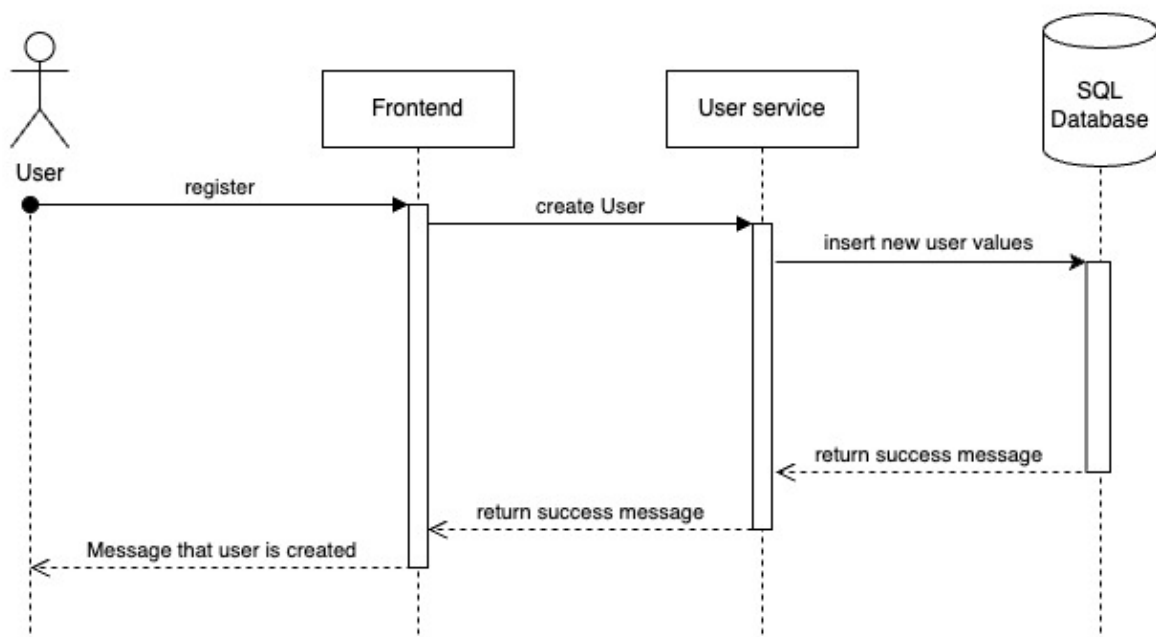 SQL
Database
Frontend
User service
User
register
create User
insert new user values
return success message
return success message
Message that user is created